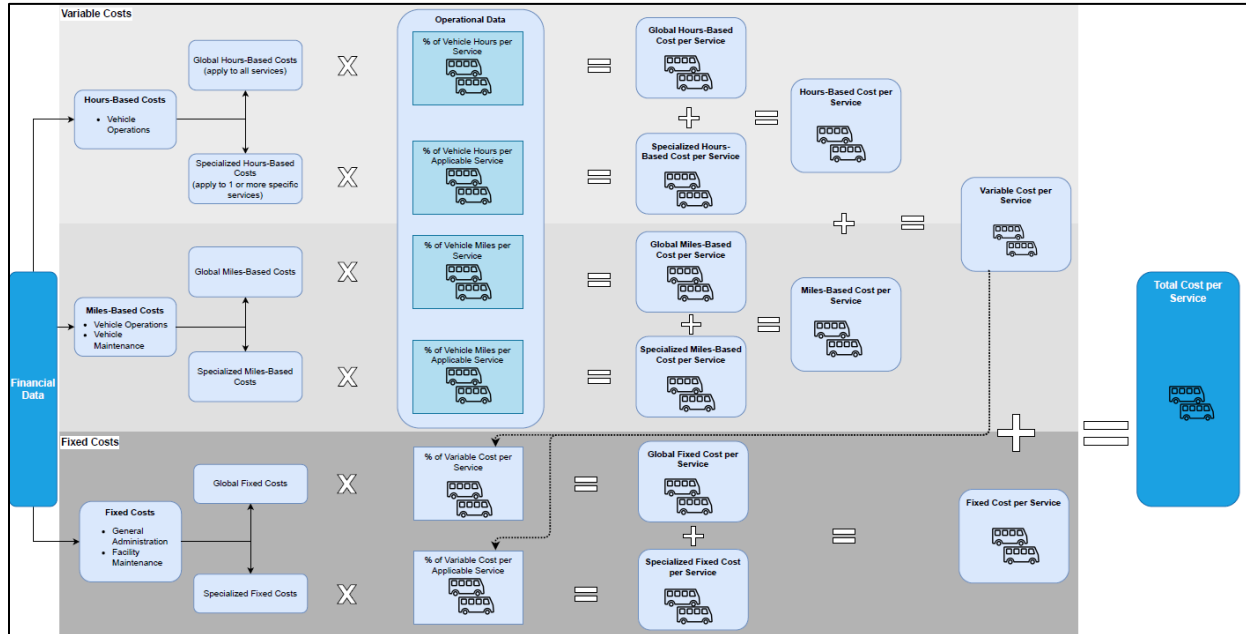 Variable Costs
Financial
Data
Hours-Based Costs
• Vehicle
Operations
Global Hours-Based Costs
(apply to all services)
Specialized Hours-Based
Costs
(apply to 1 or more specific
services)
X
X
Operational Data
% of Vehicle Hours per
Service
% of Vehicle Hours per
Applicable Service
=
=
Global Hours-Based
Cost per Service
+
Specialized Hours-
Based Cost per Service
=
Hours-Based Cost per
Service
Miles-Based Costs
• Vehicle Operations
• Vehicle
Maintenance
Global Miles-Based Costs
Specialized Miles-Based
Costs
X
X
% of Vehicle Miles per
Service
% of Vehicle Miles per
Applicable Service
=
=
Global Miles-Based
Cost per Service
+
Specialized Miles-Based
Cost per Service
=
Miles-Based Cost per
Service
+
=
Variable Cost per
Service
Fixed Costs
Fixed Costs
• General
Administration
• Facility
Maintenance
Global Fixed Costs
Specialized Fixed Costs
X
X
% of Variable Cost per
Service
% of Variable Cost per
Applicable Service
=
=
Global Fixed Cost per
Service
+
Specialized Fixed Cost
per Service
=
Fixed Cost per Service
+
=
Total Cost per
Service